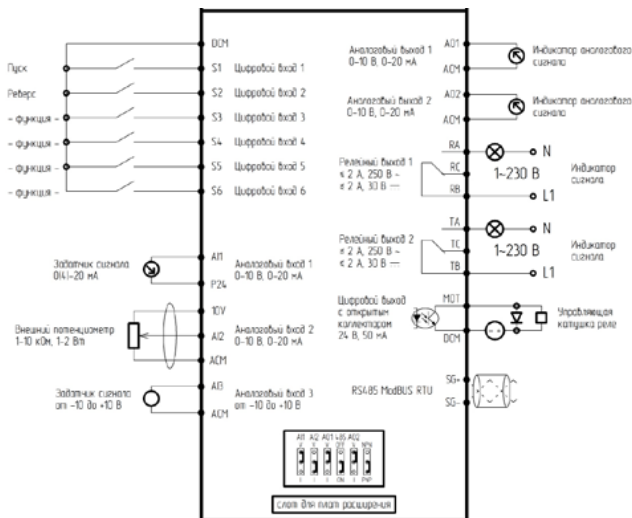 DCM
Пуск
S1 Цифровой вход 1
Реверс
S2 Цифровой вход 2
- функция -
S3 Цифровой вход 3
- функция -
S4 Цифровой вход 4
- функция -
S5 Цифровой вход 5
- функция -
S6 Цифровой вход 6
Задатчик сигнала
0(4)-20 мА
AI1
P24
Аналоговый вход 1
0-10 В, 0-20 мА
Внешний потенциометр
1-10 кОм, 1-2 Вт
10V
AI2
ACM
Аналоговый вход 2
0-10 В, 0-20 мА
Задатчик сигнала
от -10 до +10 В
AI3
ACM
Аналоговый вход 3
от -10 до +10 В
Аналоговый выход 1
0-10 В, 0-20 мА
AO1
ACM
Индикатор аналогового
сигнала
Аналоговый выход 2
0-10 В, 0-20 мА
AO2
ACM
Индикатор аналогового
сигнала
Релейный выход 1
≤ 2 А, 250 В ~
≤ 2 А, 30 В
RA
RC
RB
N
1~230 В
L1
Индикатор
сигнала
Релейный выход 2
≤ 2 А, 250 В ~
≤ 2 А, 30 В
TA
TC
TB
N
1~230 В
L1
Индикатор
сигнала
Цифровой выход
с открытым
коллектором
24 В, 50 мА
MOT
DCM
Управляющая
катушка реле
RS485 ModBUS RTU
SG+
SG-
AI1 AI2 AO1 485 AO2
V V V OFF V NPN
I I I ON I PNP
слот для плат расширения